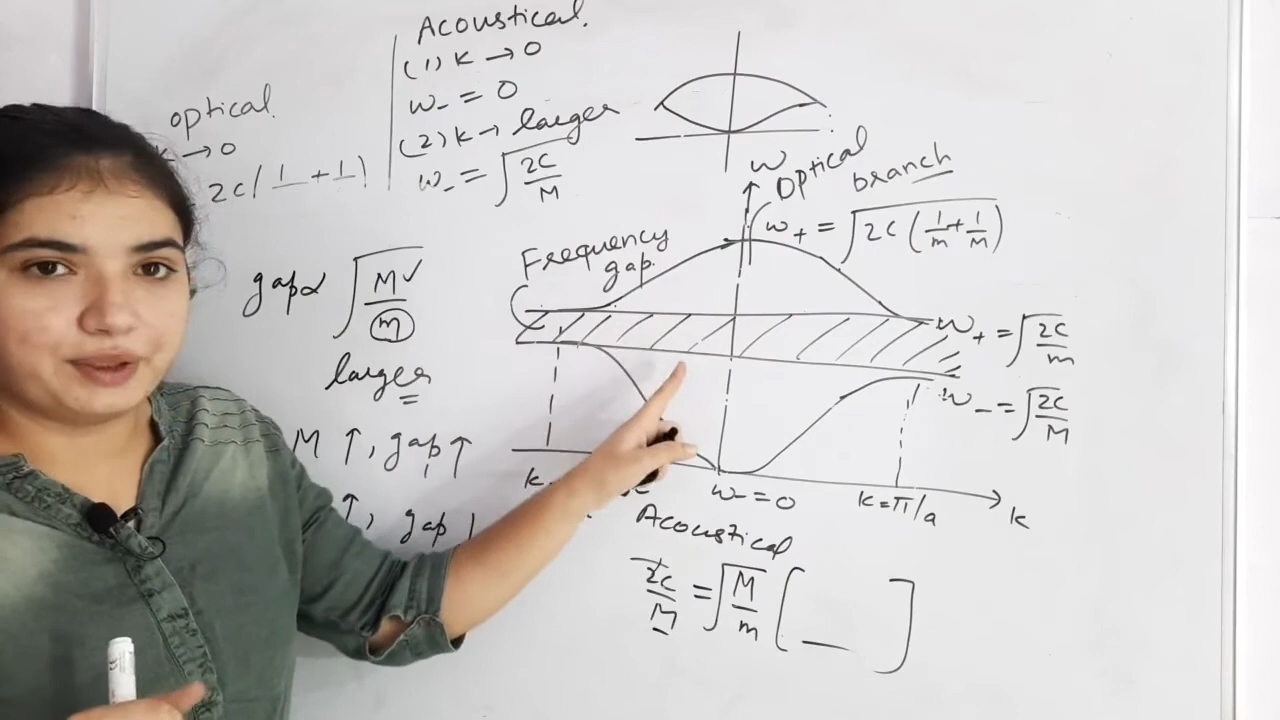 optical
k → 0
2C(1/ + 1/)
Acoustical.
(1) k → 0
ω₋ = 0
(2) k → larger
ω₋ = √(2C/M)
gap ∝ √(M✓/m)
larger
M ↑, gap ↑
↑, gap
ω
optical branch
ω₊ = √(2C(1/m + 1/M))
Frequency gap.
ω₊ = √(2C/m)
ω₋ = √(2C/M)
k
ω₋ = 0
k = π/a
k
Acoustical
2C/M = √(M/m) [ __ ]